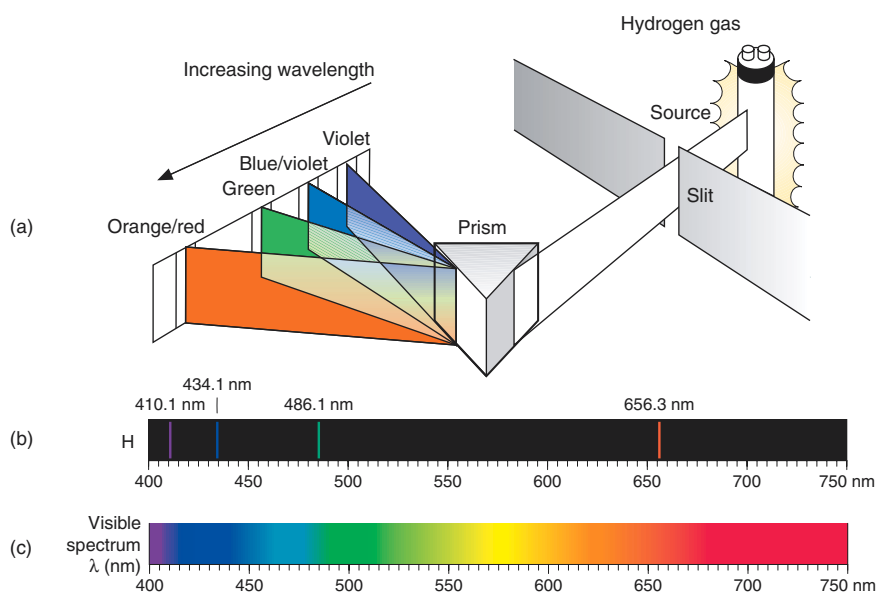 Hydrogen gas
Increasing wavelength
Source
Violet
Blue/violet
Green
Slit
(a)
Orange/red
Prism
434.1 nm
410.1 nm
486.1 nm
656.3 nm
(b)
H
400 450 500 550 600 650 700 750 nm
(c)
Visible
spectrum
λ (nm)
400 450 500 550 600 650 700 750 nm